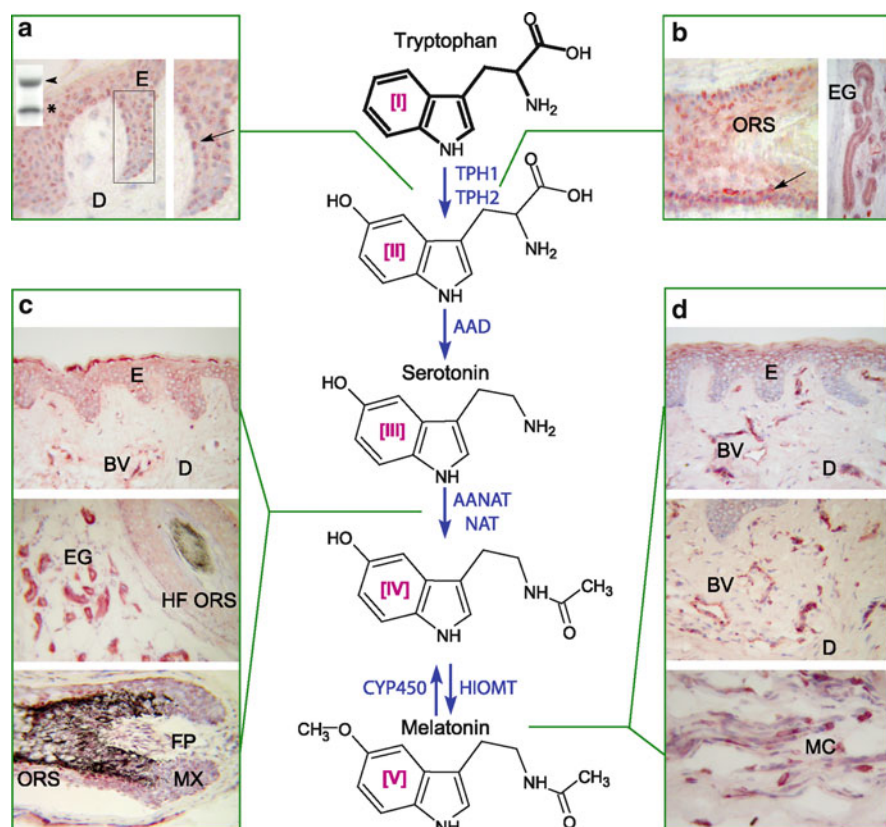 a
E
*
D
Tryptophan
O
OH
[I]
NH2
NH
b
ORS
EG
TPH1
TPH2
HO
O
OH
[II]
NH2
NH
AAD
Serotonin
HO
[III]
NH2
NH
AANAT
NAT
HO
[IV]
NH
CH3
O
NH
CYP450
HIOMT
Melatonin
CH3
O
[V]
NH
CH3
O
NH
c
E
BV
D
EG
HF ORS
FP
ORS
MX
d
E
BV
D
BV
D
MC